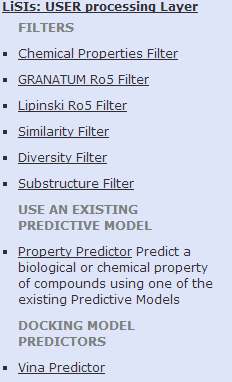 LiSIs: USER processing Layer
FILTERS
Chemical Properties Filter
GRANATUM Ro5 Filter
Lipinski Ro5 Filter
Similarity Filter
Diversity Filter
Substructure Filter
USE AN EXISTING
PREDICTIVE MODEL
Property Predictor Predict a
biological or chemical property
of compounds using one of the
existing Predictive Models
DOCKING MODEL
PREDICTORS
Vina Predictor